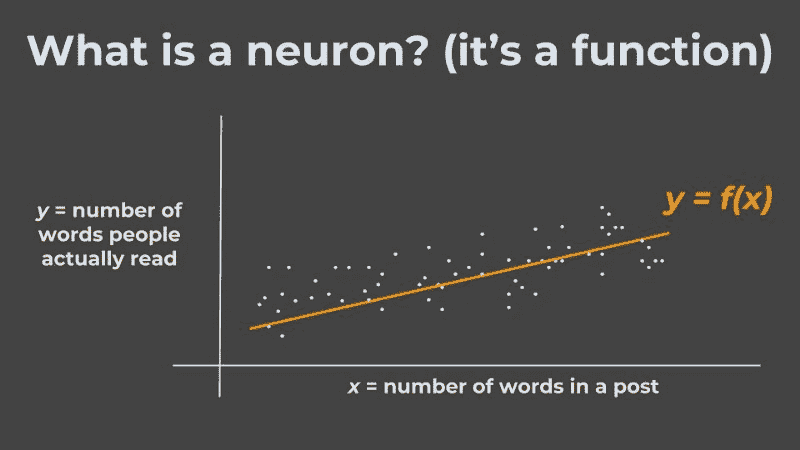 What is a neuron? (it's a function)
y = f(x)
y = number of
words people
actually read
x = number of words in a post